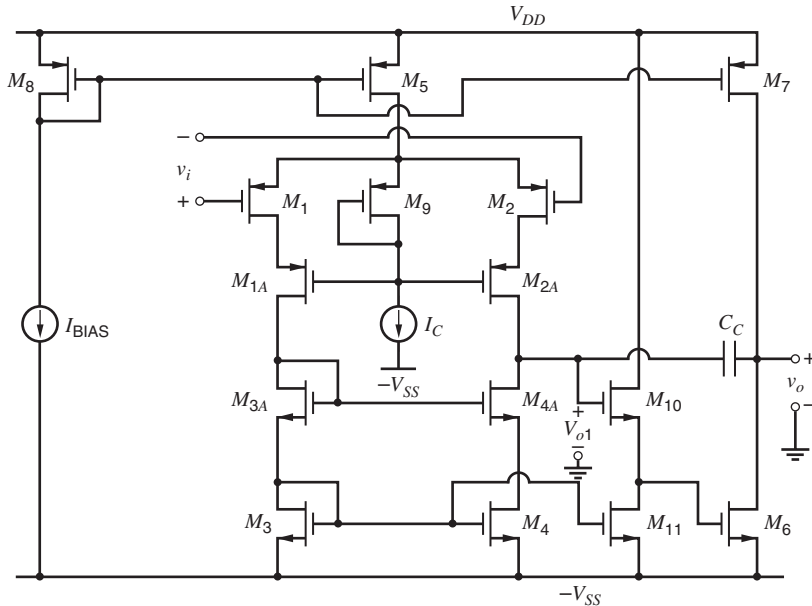 V_DD
M_8
M_5
M_7
−
v_i
+
M_1
M_9
M_2
M_1A
M_2A
I_BIAS
I_C
C_C
+
v_o
−
−V_SS
M_3A
M_4A
+
V_o1
−
M_10
M_3
M_4
M_11
M_6
−V_SS